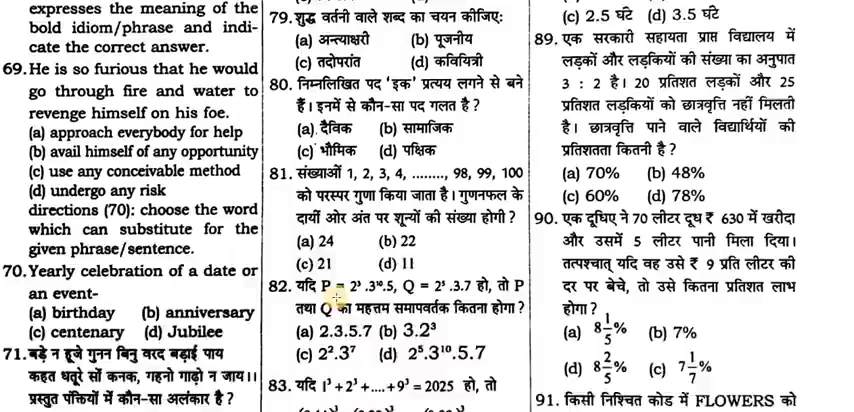 expresses the meaning of the
bold idiom/phrase and indi-
cate the correct answer.
69. He is so furious that he would
go through fire and water to
revenge himself on his foe.
(a) approach everybody for help
(b) avail himself of any opportunity
(c) use any conceivable method
(d) undergo any risk
directions (70): choose the word
which can substitute for the
given phrase/sentence.
70. Yearly celebration of a date or
an event-
(a) birthday (b) anniversary
(c) centenary (d) Jubilee
71. बड़े न हूजे गुनन बिनु वरद बड़ाई पाय
कहत धतूरे सों कनक, गहनो गाढ़ो न जाय।।
प्रस्तुत पंक्तियों में कौन-सा अलंकार है ?
79. शुद्ध वर्तनी वाले शब्द का चयन कीजिए:
(a) अन्त्याक्षरी (b) पूजनीय
(c) तदोपरांत (d) कवियित्री
80. निम्नलिखित पद 'इक' प्रत्यय लगने से बने
हैं। इनमें से कौन-सा पद गलत है ?
(a) दैविक (b) सामाजिक
(c) भौमिक (d) पक्षिक
81. संख्याओं 1, 2, 3, 4, ........., 98, 99, 100
को परस्पर गुणा किया जाता है। गुणनफल के
दायीं ओर अंत पर शून्यों की संख्या होगी ?
(a) 24 (b) 22
(c) 21 (d) 11
82. यदि P = 2³.3¹⁰.5, Q = 2⁵.3.7 हो, तो P
तथा Q का महत्तम समापवर्तक कितना होगा ?
(a) 2.3.5.7 (b) 3.2³
(c) 2².3⁷ (d) 2⁵.3¹⁰.5.7
83. यदि 1³+2³+....+9³ = 2025 हो, तो
(c) 2.5 घंटे (d) 3.5 घंटे
89. एक सरकारी सहायता प्राप्त विद्यालय में
लड़कों और लड़कियों की संख्या का अनुपात
3 : 2 है। 20 प्रतिशत लड़कों और 25
प्रतिशत लड़कियों को छात्रवृत्ति नहीं मिलती
है। छात्रवृत्ति पाने वाले विद्यार्थियों की
प्रतिशतता कितनी है ?
(a) 70% (b) 48%
(c) 60% (d) 78%
90. एक दूधिए ने 70 लीटर दूध ₹ 630 में खरीदा
और उसमें 5 लीटर पानी मिला दिया।
तत्पश्चात् यदि वह उसे ₹ 9 प्रति लीटर की
दर पर बेचे, तो उसे कितना प्रतिशत लाभ
होगा ?
(a) 8 1/5% (b) 7%
(d) 8 2/5% (c) 7 1/7%
91. किसी निश्चित कोड में FLOWERS को